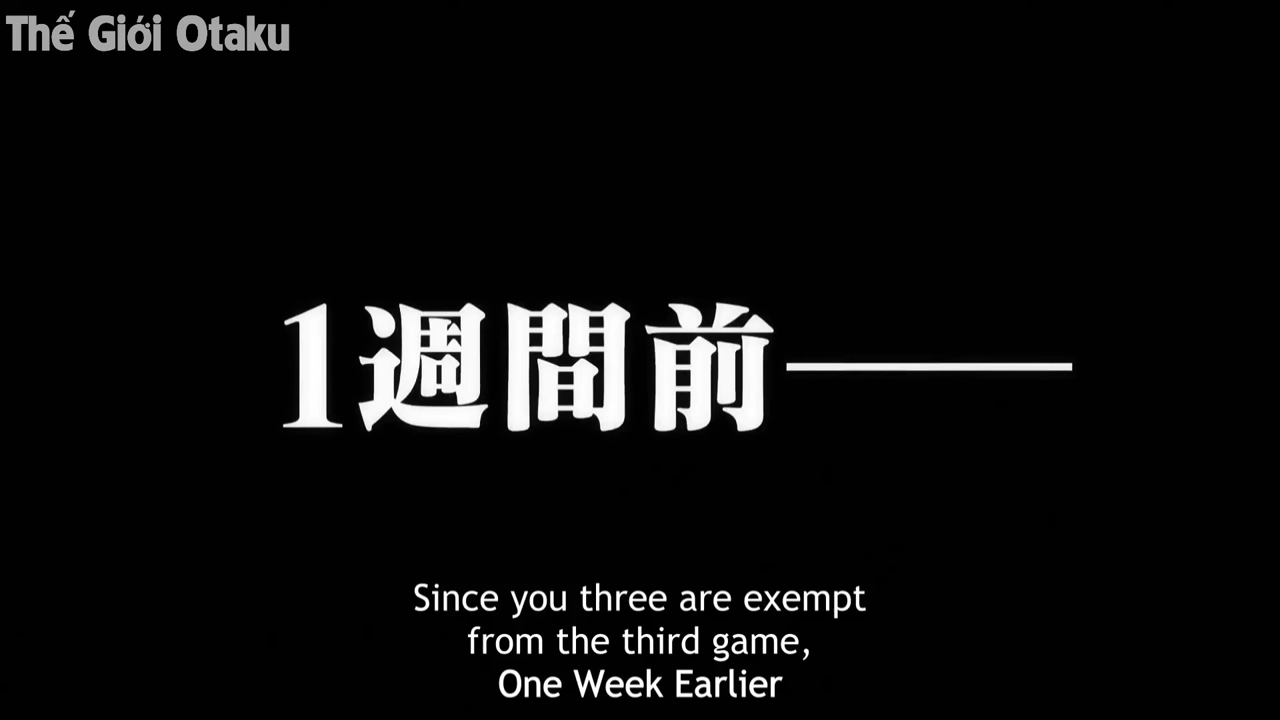 Thế Giới Otaku
1週間前――
Since you three are exempt
from the third game,
One Week Earlier